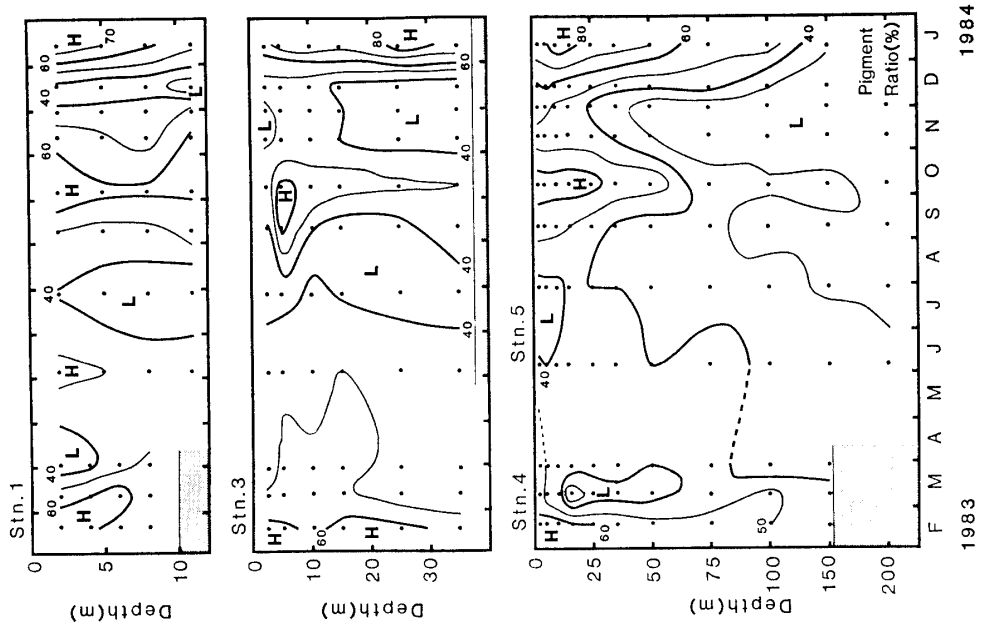 Stn.1
Depth(m)
0
5
10
H
60
40
L
H
40
L
H
60
40
L
60
H
70
Stn.3
Depth(m)
0
10
20
30
H
60
H
40
L
40
H
L
40
L
80
H
60
Stn.4
Stn.5
Depth(m)
0
25
50
75
100
150
200
H
60
L
50
40
L
H
L
80
H
60
40
Pigment
Ratio(%)
F M A M J J A S O N D J
1983 1984